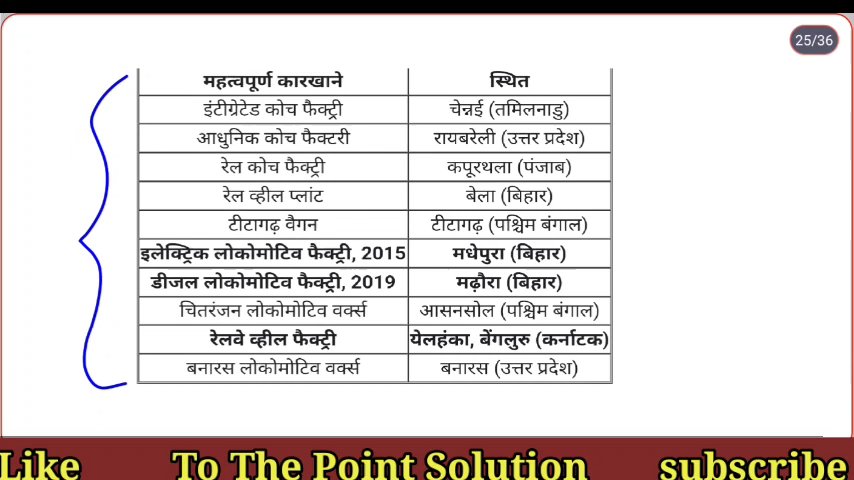 25/36
महत्वपूर्ण कारखाने स्थित
इंटीग्रेटेड कोच फैक्ट्री चेन्नई (तमिलनाडु)
आधुनिक कोच फैक्टरी रायबरेली (उत्तर प्रदेश)
रेल कोच फैक्ट्री कपूरथला (पंजाब)
रेल व्हील प्लांट बेला (बिहार)
टीटागढ़ वैगन टीटागढ़ (पश्चिम बंगाल)
इलेक्ट्रिक लोकोमोटिव फैक्ट्री, 2015 मधेपुरा (बिहार)
डीजल लोकोमोटिव फैक्ट्री, 2019 मढ़ौरा (बिहार)
चितरंजन लोकोमोटिव वर्क्स आसनसोल (पश्चिम बंगाल)
रेलवे व्हील फैक्ट्री येलहंका, बेंगलुरु (कर्नाटक)
बनारस लोकोमोटिव वर्क्स बनारस (उत्तर प्रदेश)
Like To The Point Solution subscribe